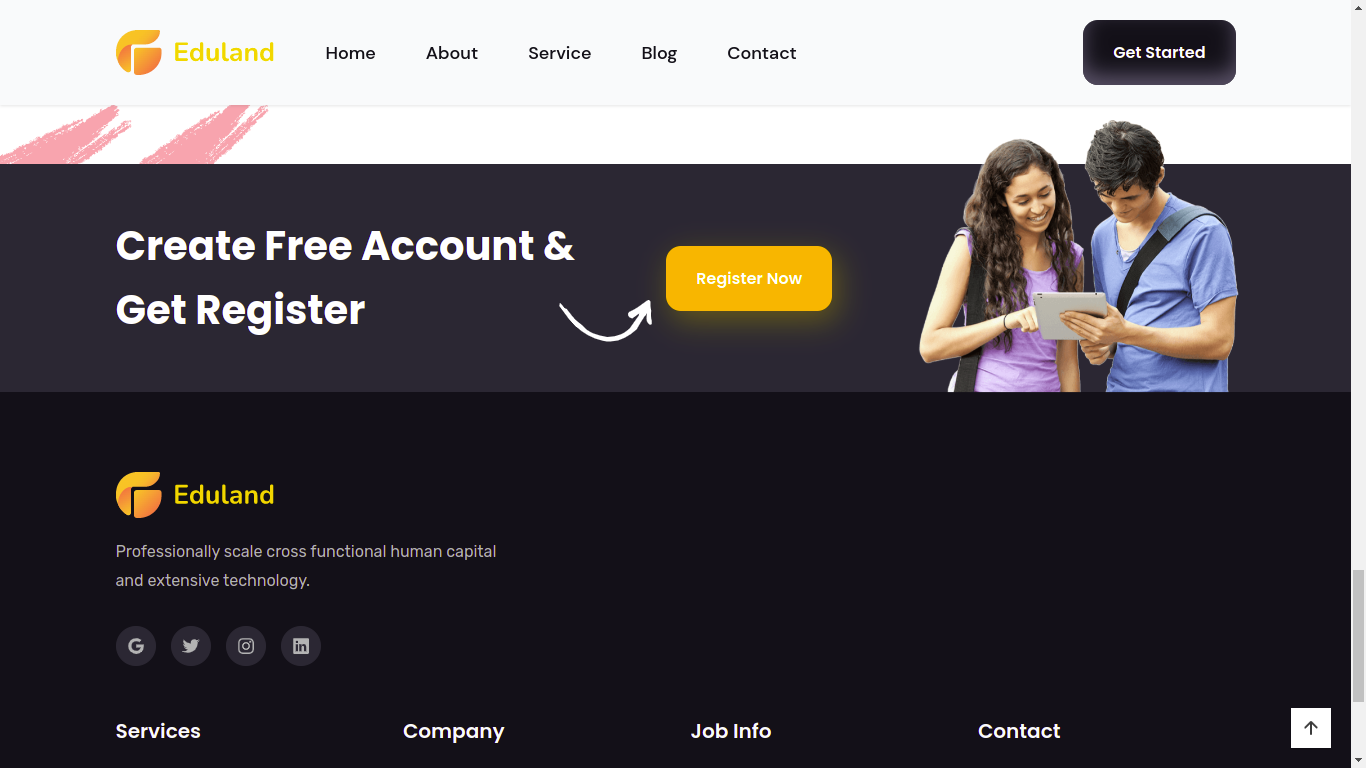 Eduland
Home
About
Service
Blog
Contact
Get Started
Create Free Account &
Get Register
Register Now
Eduland
Professionally scale cross functional human capital
and extensive technology.
Services
Company
Job Info
Contact